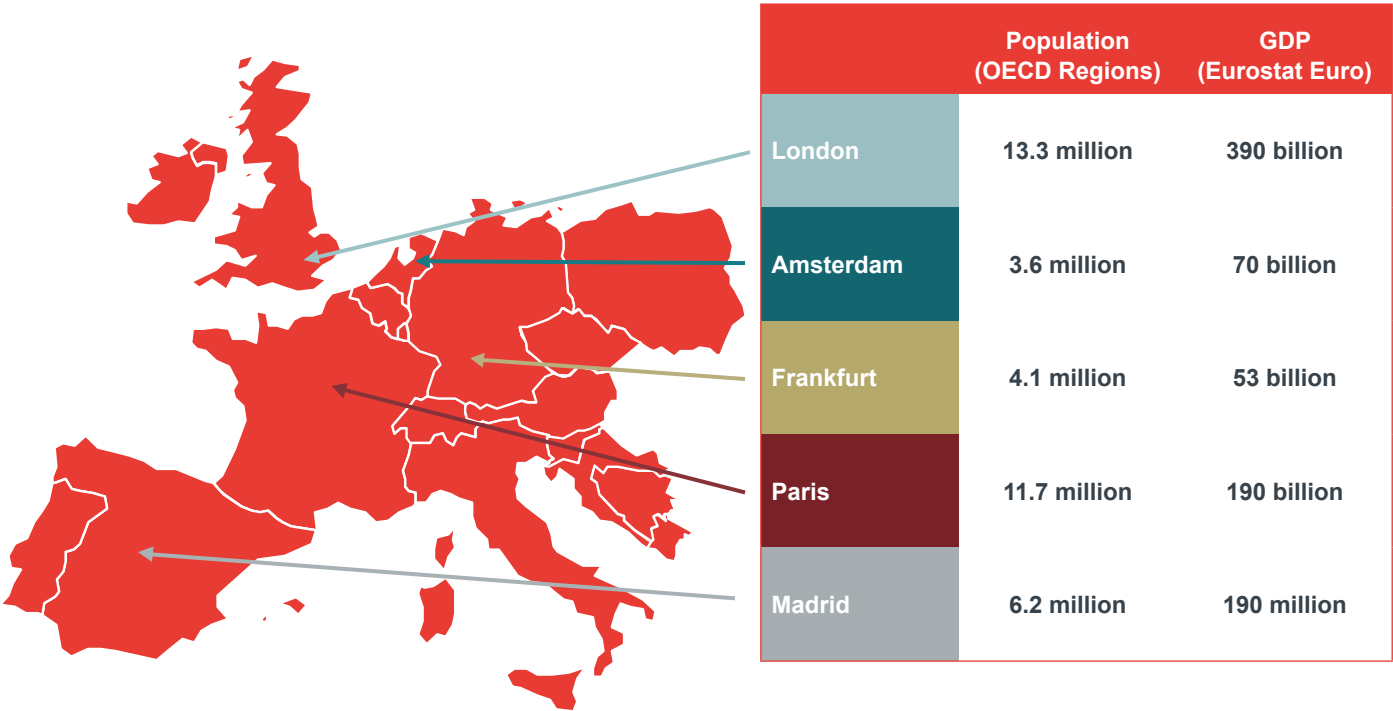 Population
(OECD Regions)
GDP
(Eurostat Euro)
London 13.3 million 390 billion
Amsterdam 3.6 million 70 billion
Frankfurt 4.1 million 53 billion
Paris 11.7 million 190 billion
Madrid 6.2 million 190 million